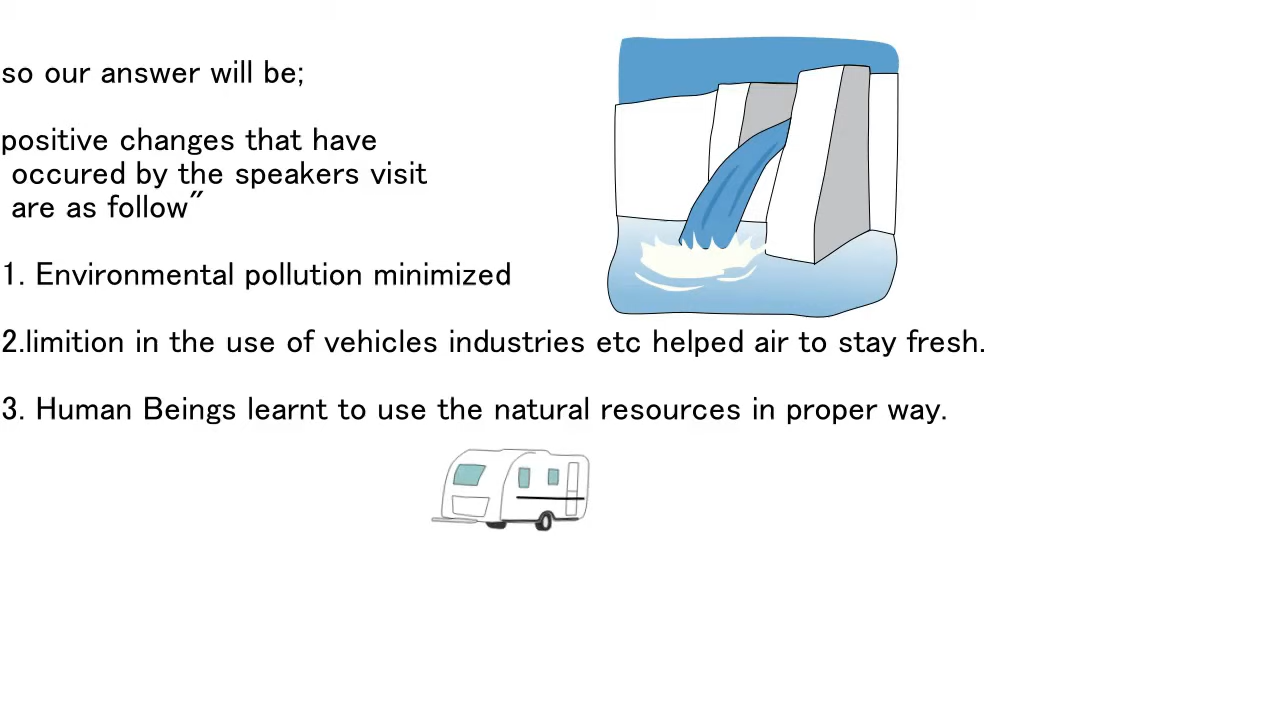 so our answer will be;
positive changes that have
occured by the speakers visit
are as follow"
1. Environmental pollution minimized
2.limition in the use of vehicles industries etc helped air to stay fresh.
3. Human Beings learnt to use the natural resources in proper way.